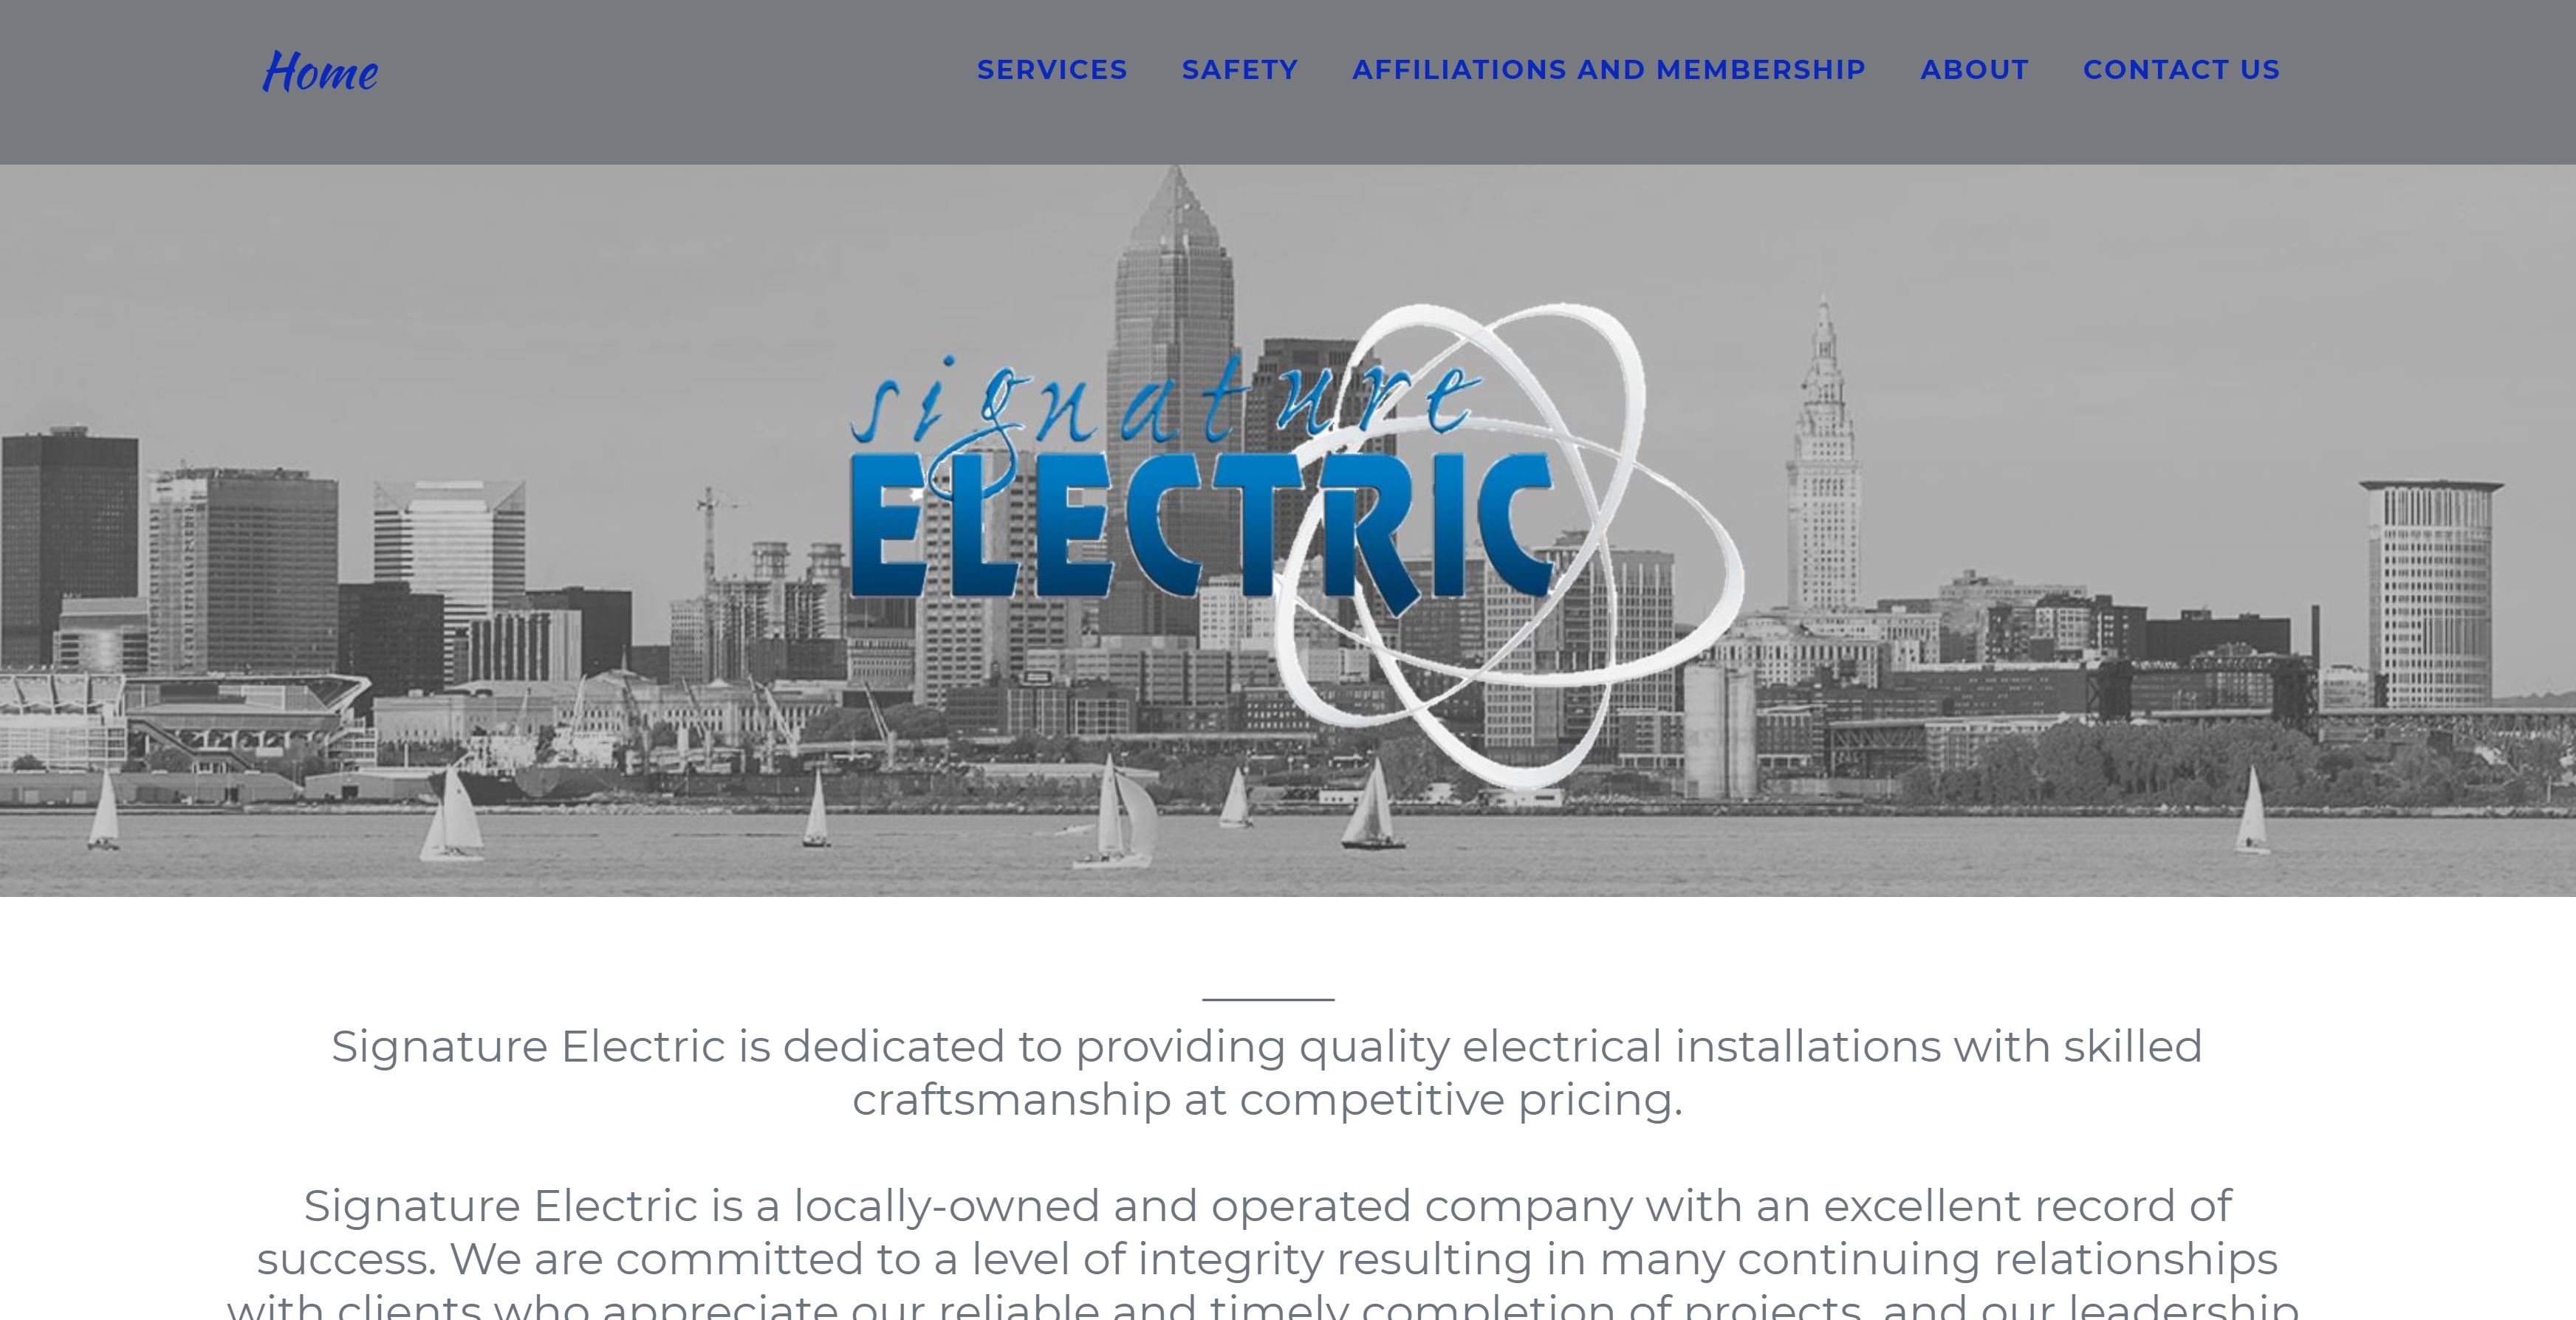 Home
SERVICES SAFETY AFFILIATIONS AND MEMBERSHIP ABOUT CONTACT US
signature
ELECTRIC
Signature Electric is dedicated to providing quality electrical installations with skilled
craftsmanship at competitive pricing.
Signature Electric is a locally-owned and operated company with an excellent record of
success. We are committed to a level of integrity resulting in many continuing relationships
with clients who appreciate our reliable and timely completion of projects, and our leadership